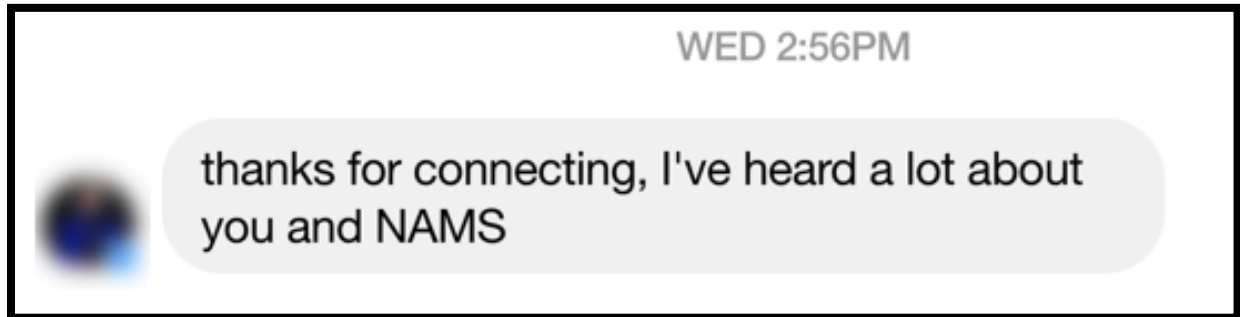 WED 2:56PM
thanks for connecting, I've heard a lot about
you and NAMS